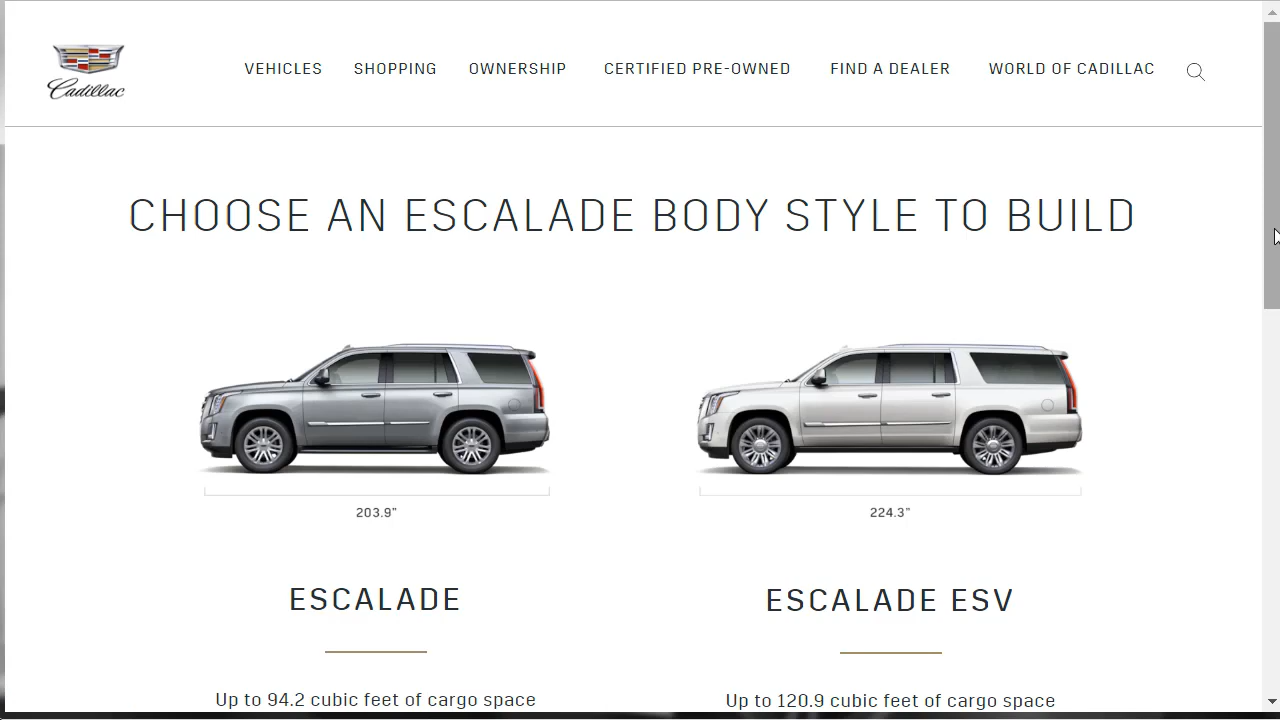 Cadillac
VEHICLES SHOPPING OWNERSHIP CERTIFIED PRE-OWNED FIND A DEALER WORLD OF CADILLAC
CHOOSE AN ESCALADE BODY STYLE TO BUILD
203.9" 224.3"
ESCALADE ESCALADE ESV
Up to 94.2 cubic feet of cargo space Up to 120.9 cubic feet of cargo space